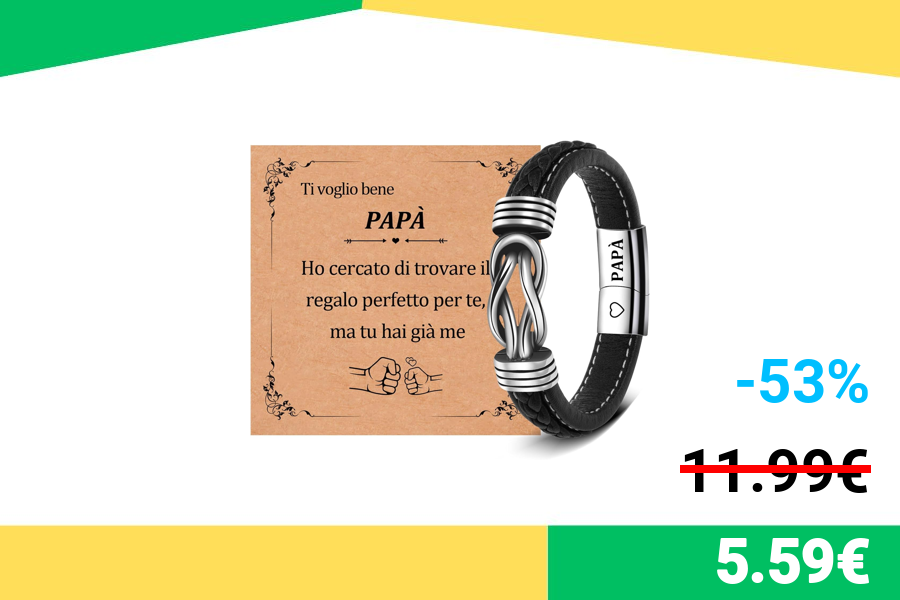 Ti voglio bene
PAPÀ
Ho cercato di trovare il
regalo perfetto per te,
ma tu hai già me
PAPÀ
-53%
11.99€
5.59€